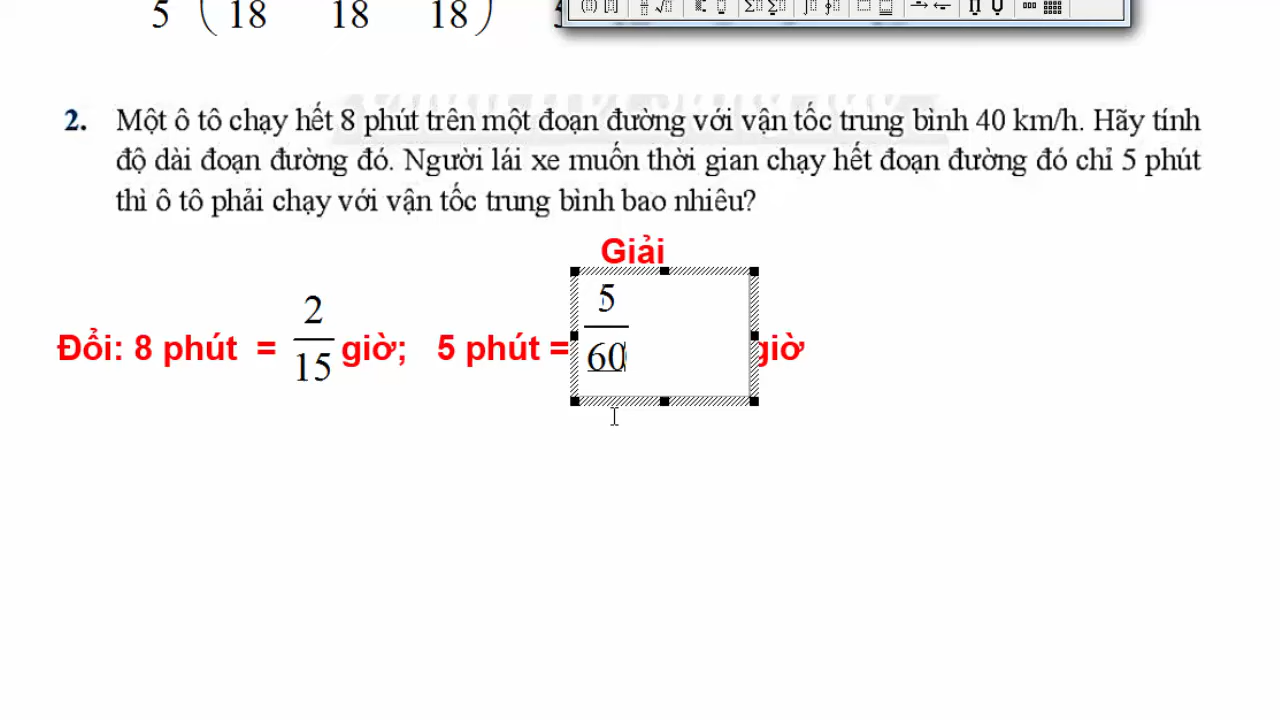 5 ( 18 18 18 )
2. Một ô tô chạy hết 8 phút trên một đoạn đường với vận tốc trung bình 40 km/h. Hãy tính
độ dài đoạn đường đó. Người lái xe muốn thời gian chạy hết đoạn đường đó chỉ 5 phút
thì ô tô phải chạy với vận tốc trung bình bao nhiêu?
Giải
Đổi: 8 phút = 2/15 giờ; 5 phút = 5/60 giờ